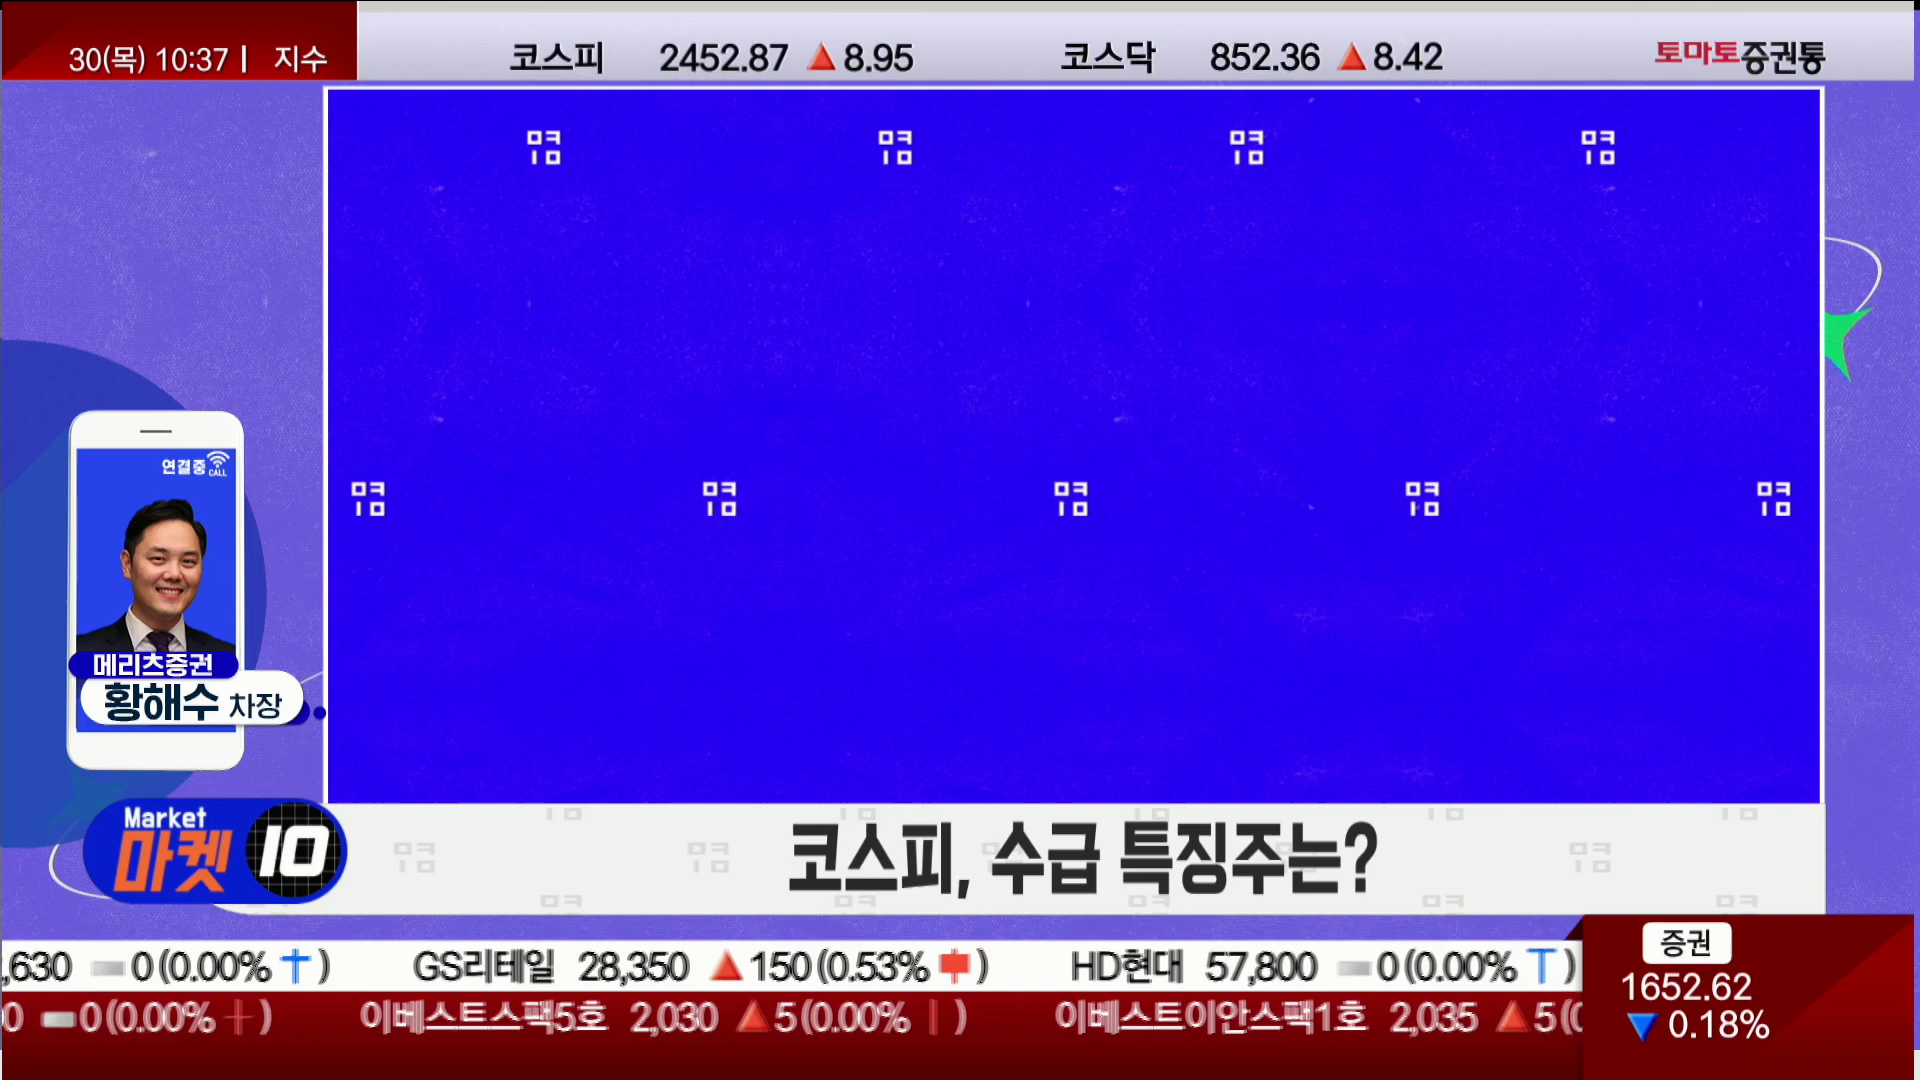 30(목) 10:37 | 지수
코스피 2452.87 ▲ 8.95 코스닥 852.36 ▲ 8.42
토마토증권통
연결중
CALL
메리츠증권
황해수 차장
Market
마켓 10
코스피, 수급 특징주는?
,630 0(0.00% ) GS리테일 28,350 ▲ 150(0.53% ) HD현대 57,800 0(0.00% )
0 0(0.00% ) 이베스트스팩5호 2,030 ▲ 5(0.00% ) 이베스트이안스팩1호 2,035 ▲ 5(
증권
1652.62
▼ 0.18%